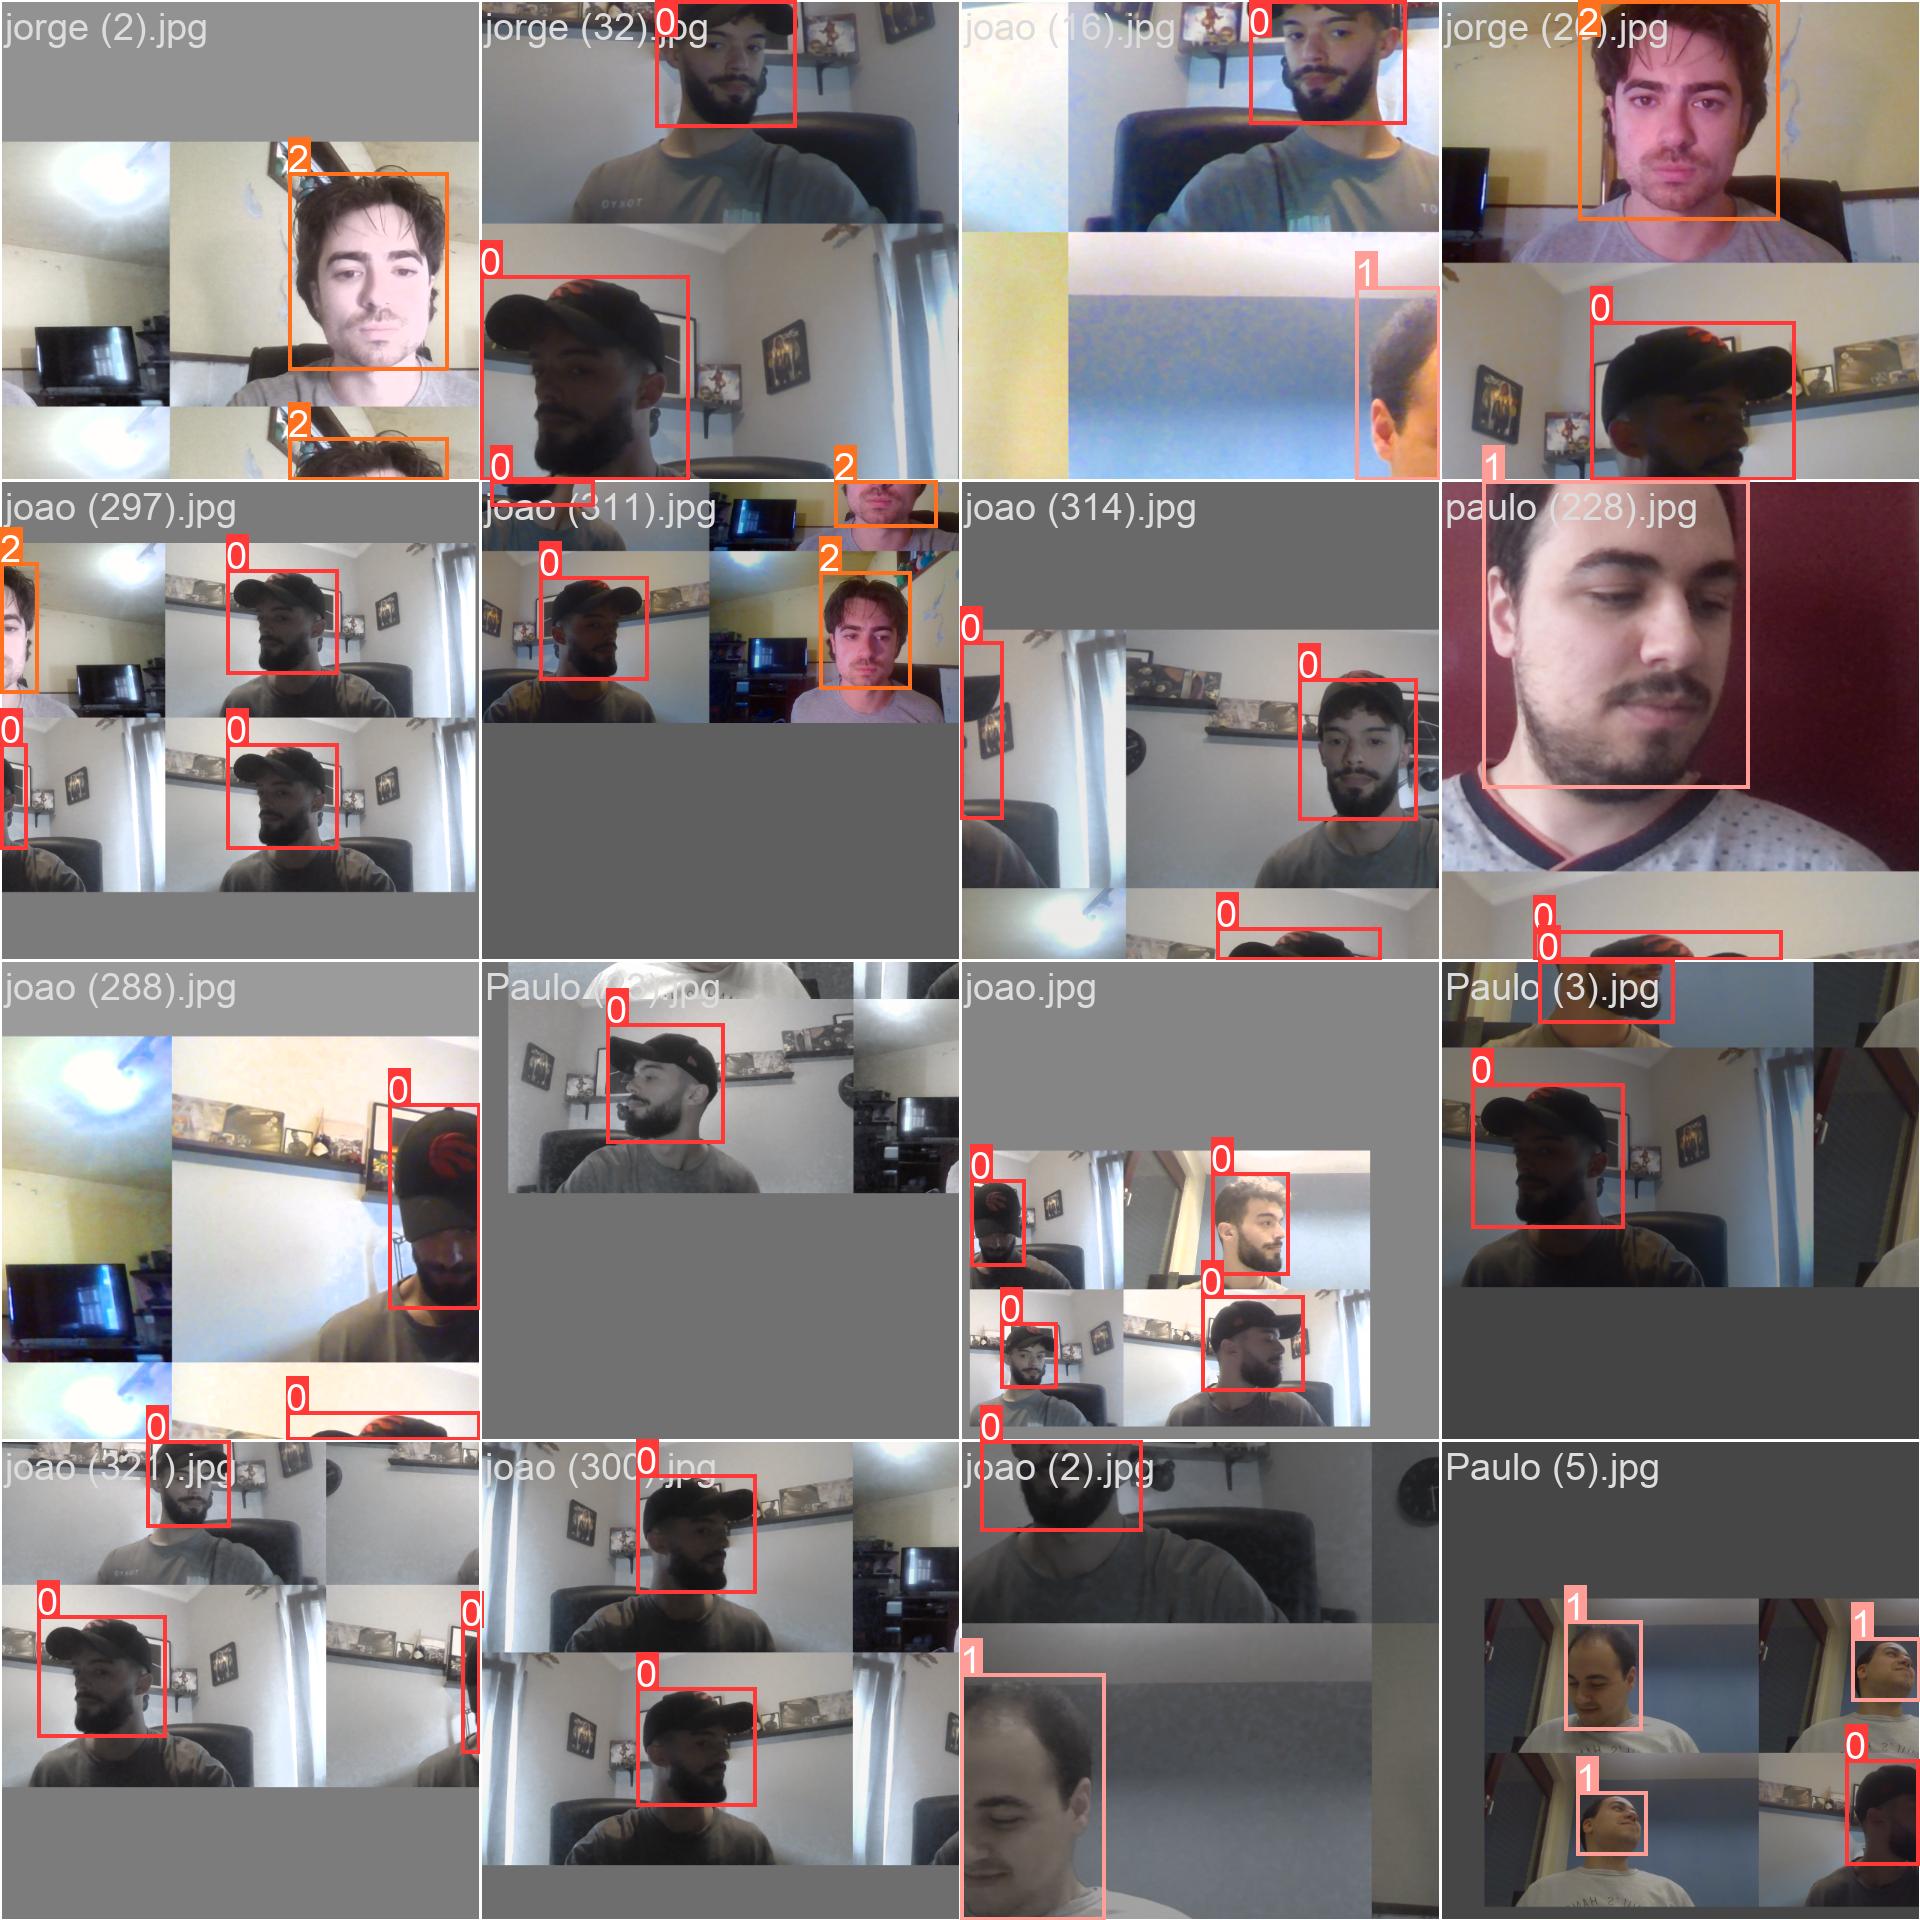 jorge (2).jpg
jorge (32).jpg
0
joao (16).jpg
0
jorge (20).jpg
2
2
0
1
0
2
0
2
1
joao (297).jpg
2
0
0
0
joao (311).jpg
0
2
joao (314).jpg
0
0
0
paulo (228).jpg
0
0
joao (288).jpg
0
0
0
joao.jpg
0
0
0
0
Paulo (3).jpg
0
joao (321).jpg
0
0
0
joao (300).jpg
0
0
joao (2).jpg
0
1
Paulo (5).jpg
1
1
1
0